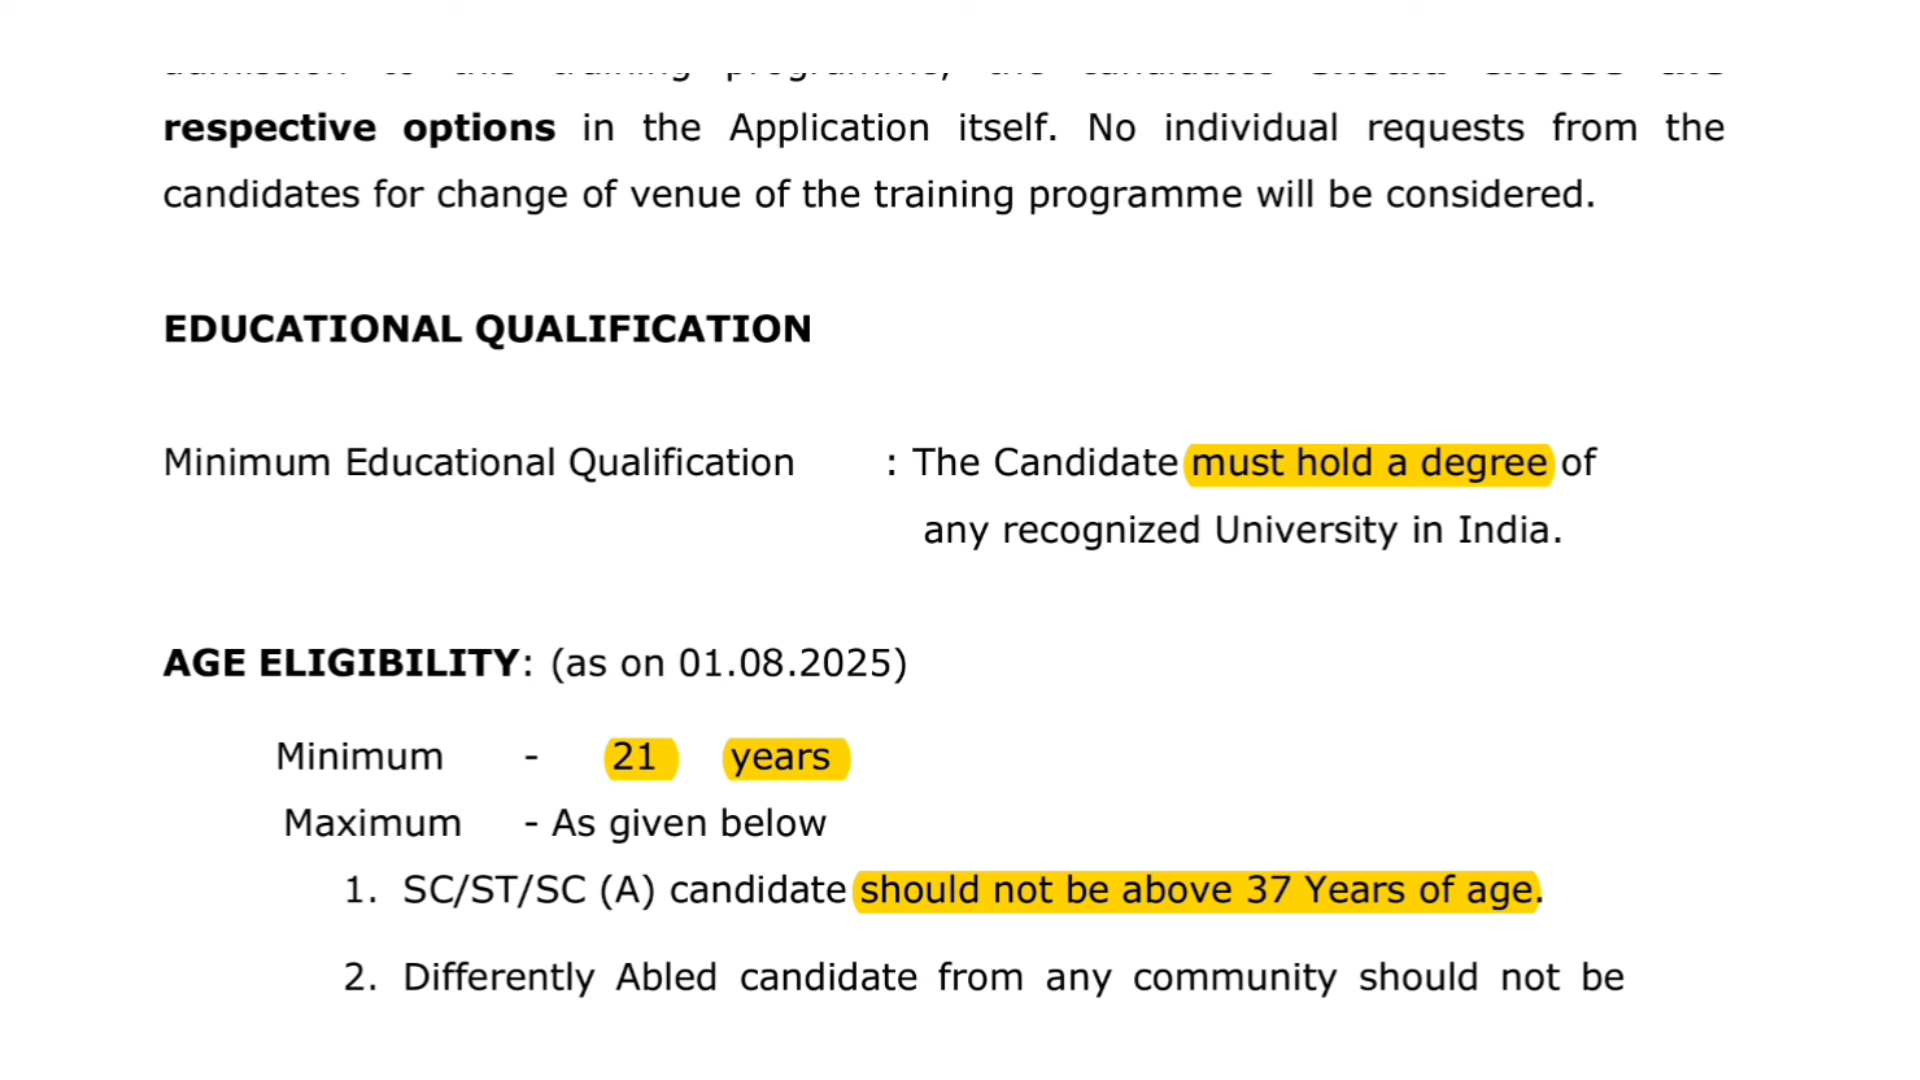 respective options in the Application itself. No individual requests from the
candidates for change of venue of the training programme will be considered.
EDUCATIONAL QUALIFICATION
Minimum Educational Qualification : The Candidate must hold a degree of
any recognized University in India.
AGE ELIGIBILITY: (as on 01.08.2025)
Minimum - 21 years
Maximum - As given below
1. SC/ST/SC (A) candidate should not be above 37 Years of age.
2. Differently Abled candidate from any community should not be